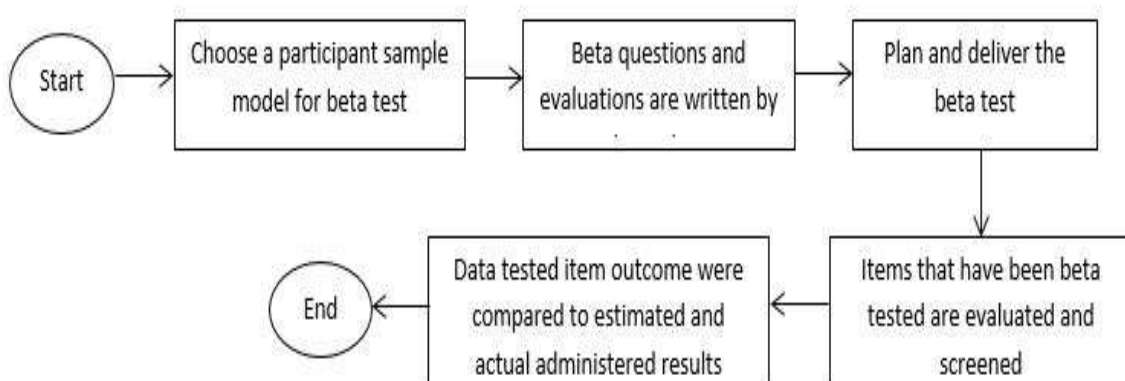 Start
Choose a participant sample
model for beta test
Beta questions and
evaluations are written by
Plan and deliver the
beta test
Items that have been beta
tested are evaluated and
screened
Data tested item outcome were
compared to estimated and
actual administered results
End